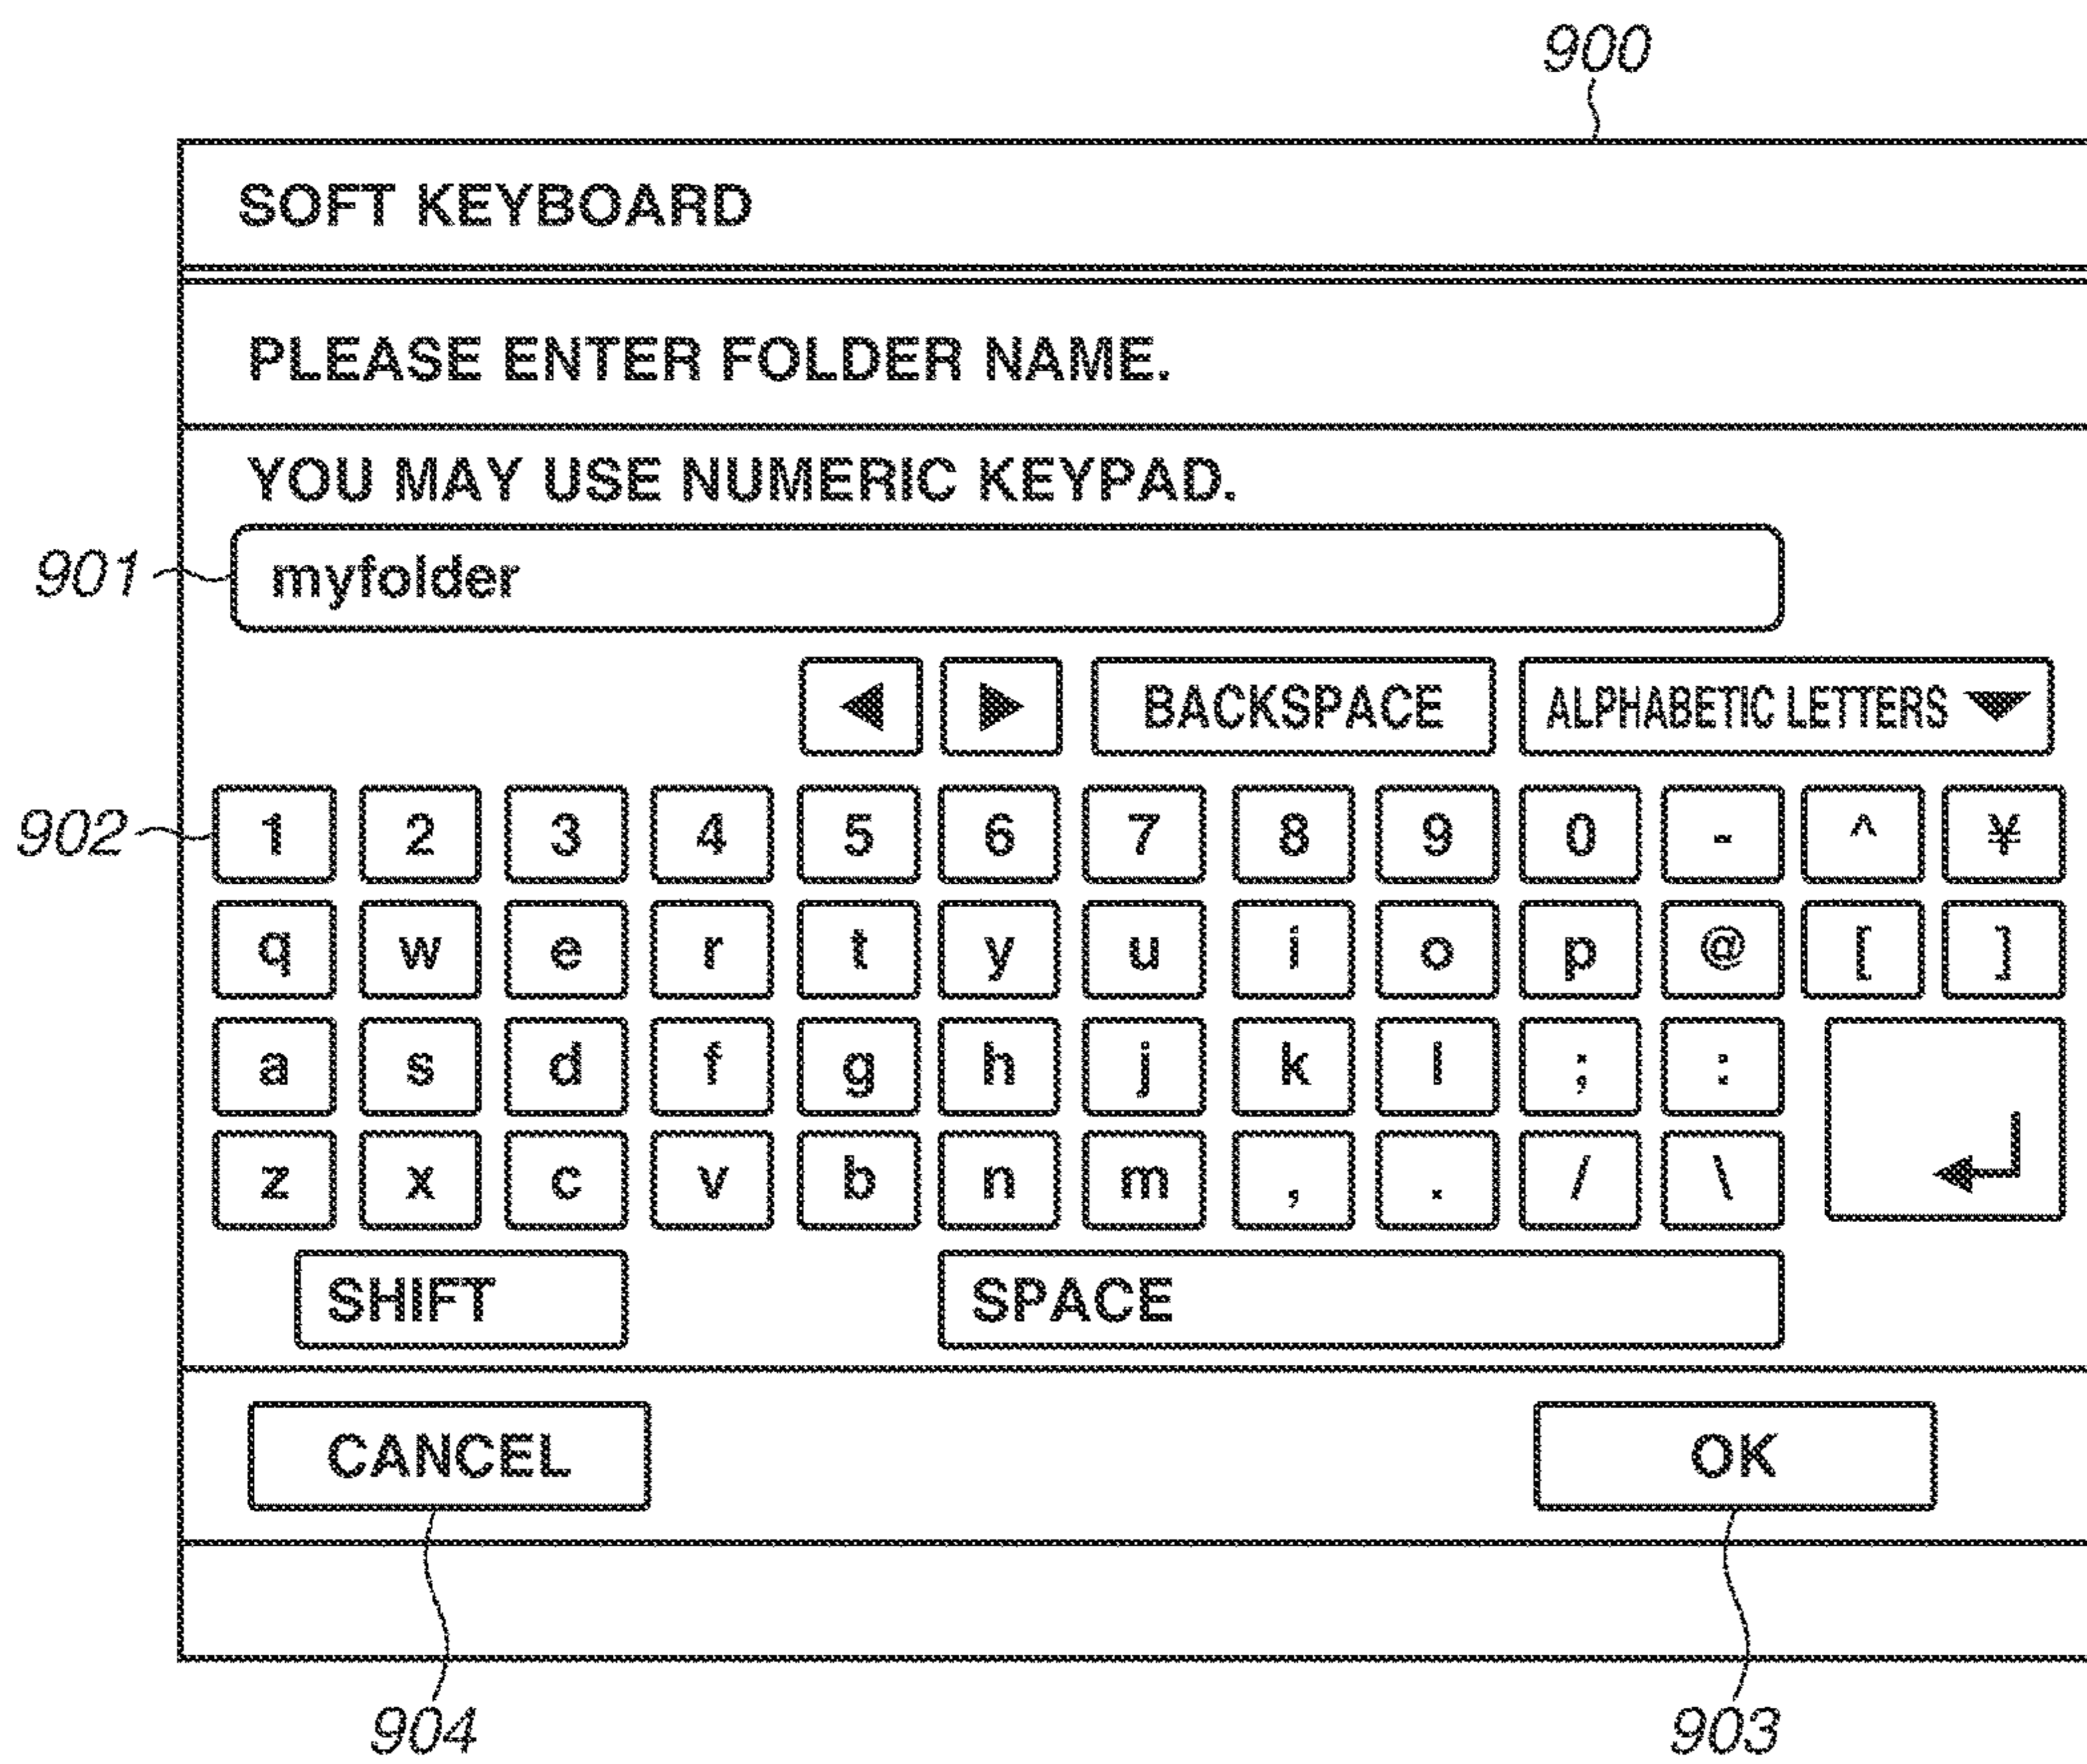 900
SOFT KEYBOARD
PLEASE ENTER FOLDER NAME.
YOU MAY USE NUMERIC KEYPAD.
901 myfolder
◀ ▶ BACKSPACE ALPHABETIC LETTERS ▼
902 1 2 3 4 5 6 7 8 9 0 - ^ ¥
q w e r t y u i o p @ [ ]
a s d f g h j k l ; :
z x c v b n m , . / \
SHIFT SPACE
CANCEL OK
904 903